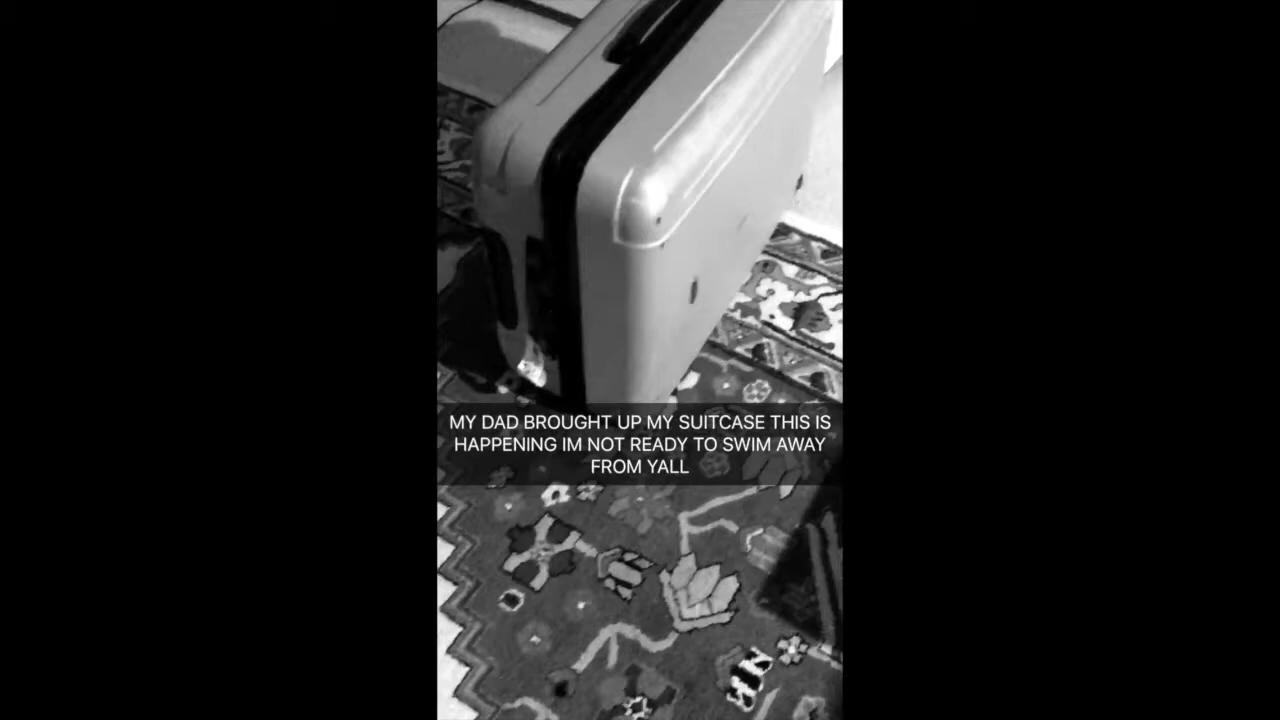 MY DAD BROUGHT UP MY SUITCASE THIS IS
HAPPENING IM NOT READY TO SWIM AWAY
FROM YALL